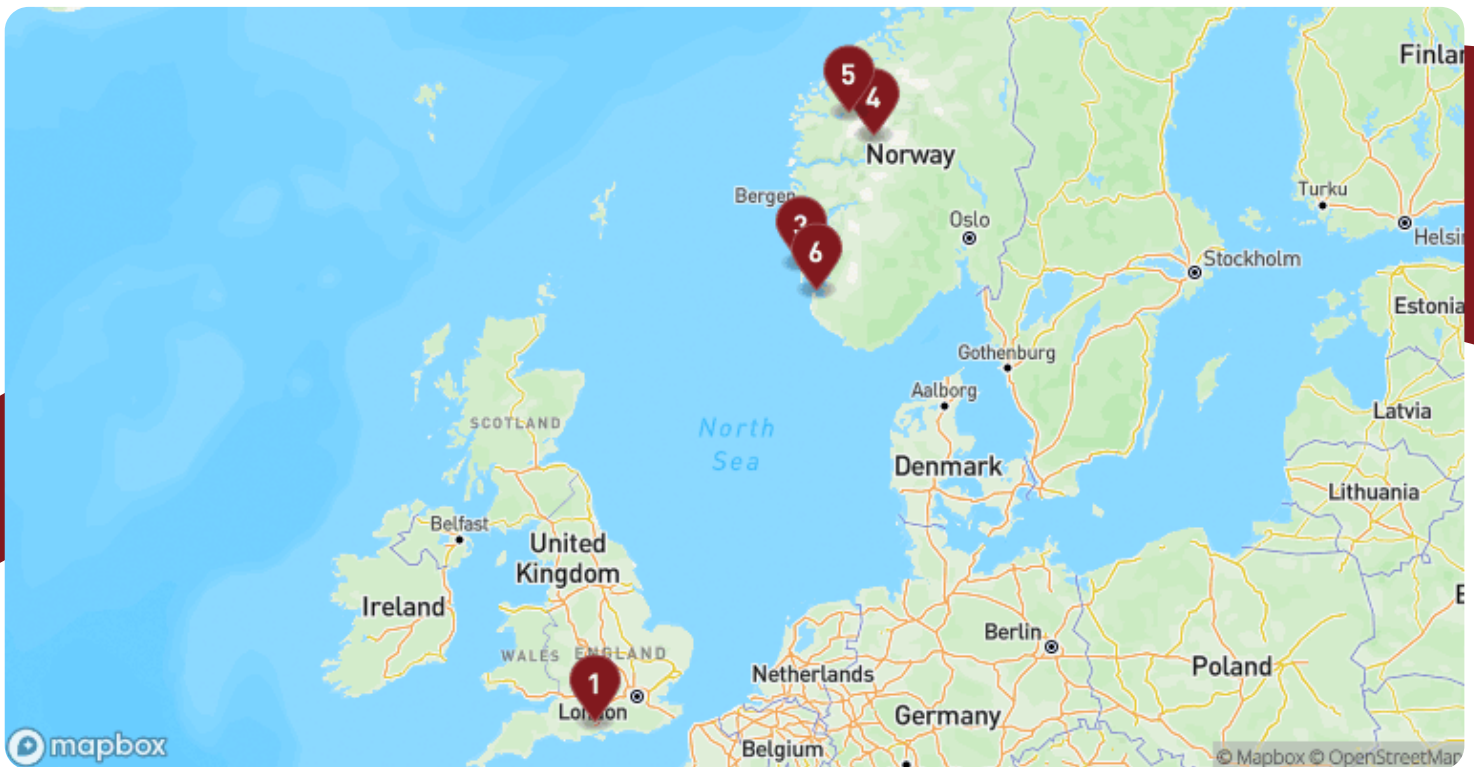 Finlan
5
4
Norway
Bergen
Turku
3
Oslo
Helsin
6
Stockholm
Estonia
Gothenburg
Aalborg
Latvia
SCOTLAND
North
Sea
Denmark
Lithuania
Belfast
United
Kingdom
Ireland
Berlin
WALES
ENGLAND
Netherlands
Poland
1
London
Germany
Belgium
mapbox
© Mapbox © OpenStreetMap